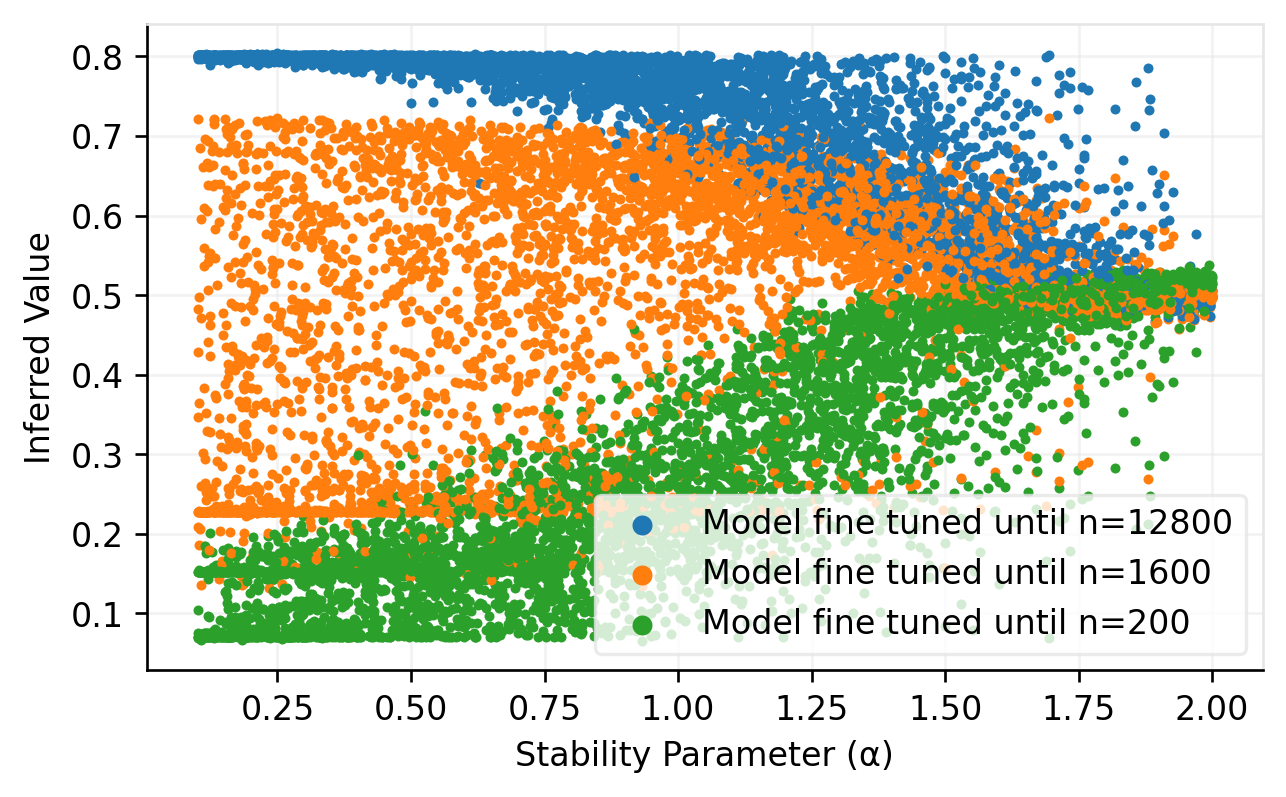 0.8
0.7
0.6
0.5
0.4
0.3
0.2
0.1
Inferred Value
Model fine tuned until n=12800
Model fine tuned until n=1600
Model fine tuned until n=200
0.25 0.50 0.75 1.00 1.25 1.50 1.75 2.00
Stability Parameter (α)